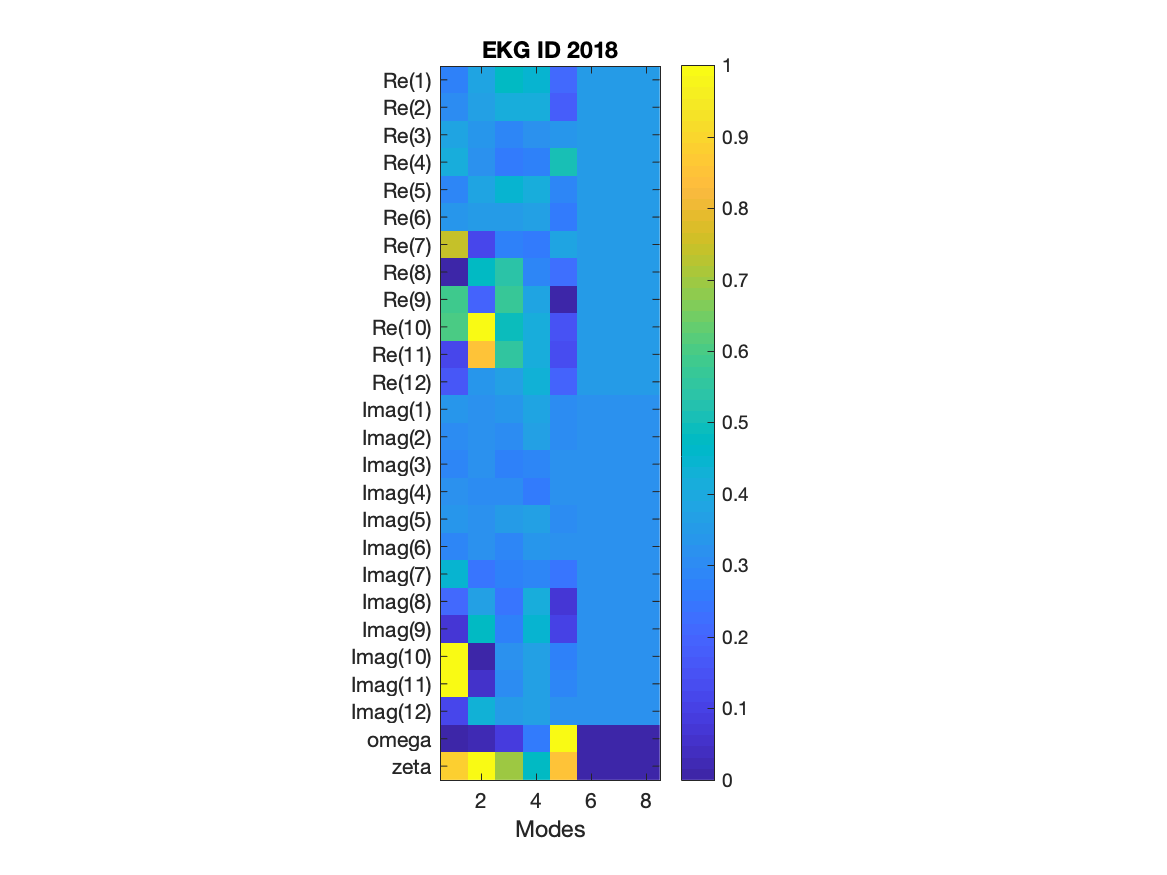 EKG ID 2018
Re(1)
Re(2)
Re(3)
Re(4)
Re(5)
Re(6)
Re(7)
Re(8)
Re(9)
Re(10)
Re(11)
Re(12)
Imag(1)
Imag(2)
Imag(3)
Imag(4)
Imag(5)
Imag(6)
Imag(7)
Imag(8)
Imag(9)
Imag(10)
Imag(11)
Imag(12)
omega
zeta
2 4 6 8
Modes
1
0.9
0.8
0.7
0.6
0.5
0.4
0.3
0.2
0.1
0